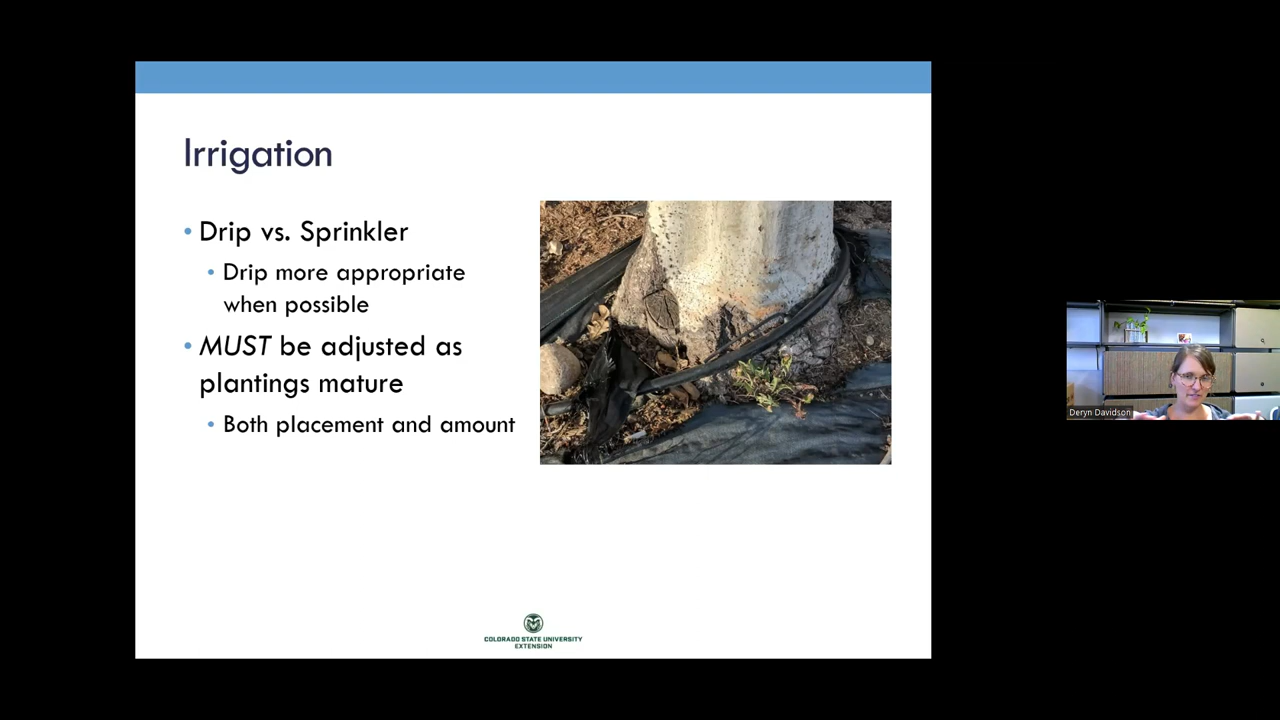 Irrigation
• Drip vs. Sprinkler
• Drip more appropriate
when possible
• MUST be adjusted as
plantings mature
• Both placement and amount
COLORADO STATE UNIVERSITY
EXTENSION
Deryn Davidson